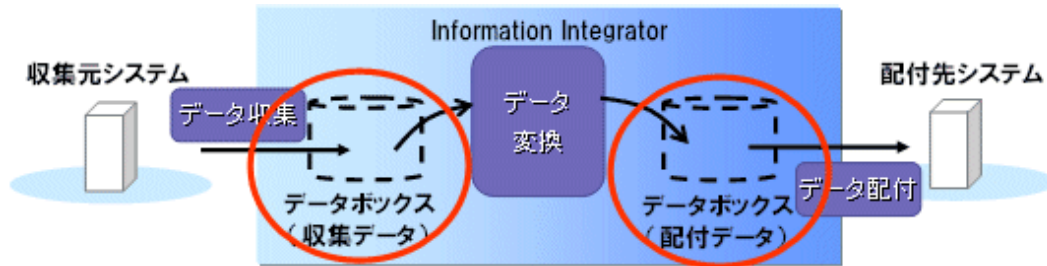 Information Integrator
収集元システム
データ収集
データボックス
（収集データ）
データ
変換
データボックス
（配付データ）
配付先システム
データ配付